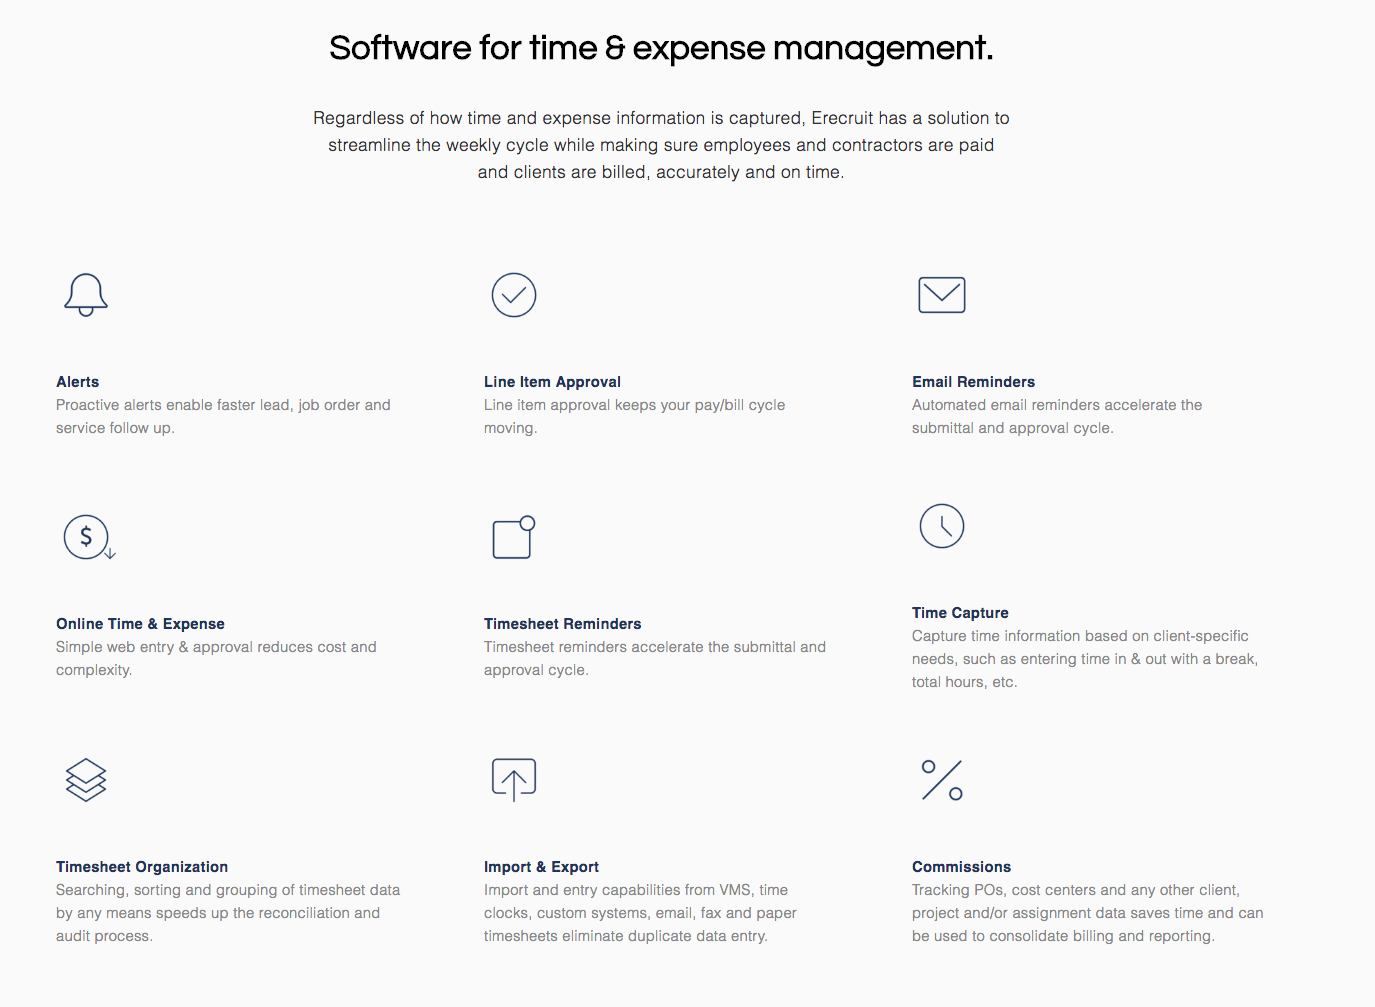 Software for time & expense management.
Regardless of how time and expense information is captured, Erecruit has a solution to
streamline the weekly cycle while making sure employees and contractors are paid
and clients are billed, accurately and on time.
Alerts
Proactive alerts enable faster lead, job order and
service follow up.
Line Item Approval
Line item approval keeps your pay/bill cycle
moving.
Email Reminders
Automated email reminders accelerate the
submittal and approval cycle.
$
Online Time & Expense
Simple web entry & approval reduces cost and
complexity.
Timesheet Reminders
Timesheet reminders accelerate the submittal and
approval cycle.
Time Capture
Capture time information based on client-specific
needs, such as entering time in & out with a break,
total hours, etc.
Timesheet Organization
Searching, sorting and grouping of timesheet data
by any means speeds up the reconciliation and
audit process.
Import & Export
Import and entry capabilities from VMS, time
clocks, custom systems, email, fax and paper
timesheets eliminate duplicate data entry.
Commissions
Tracking POs, cost centers and any other client,
project and/or assignment data saves time and can
be used to consolidate billing and reporting.